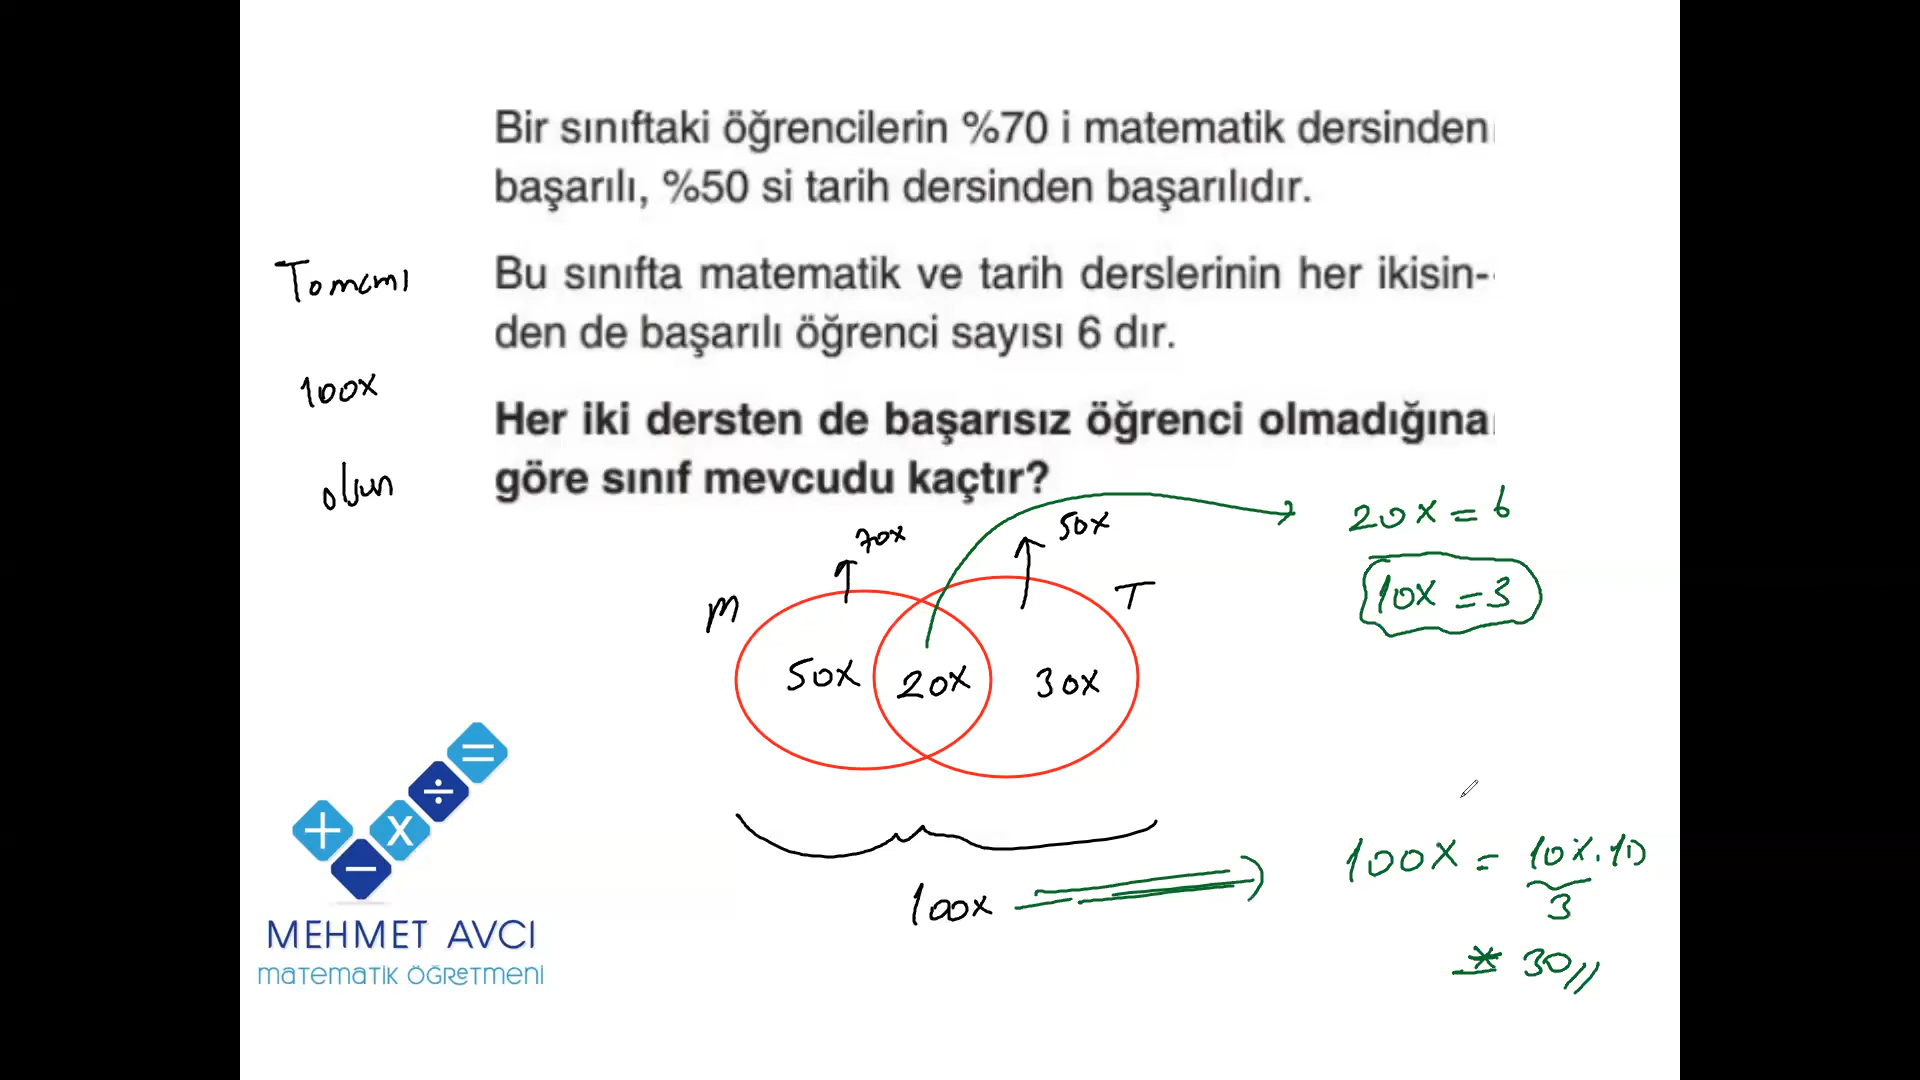 Bir sınıftaki öğrencilerin %70 i matematik dersinden
başarılı, %50 si tarih dersinden başarılıdır.
Bu sınıfta matematik ve tarih derslerinin her ikisin-
den de başarılı öğrenci sayısı 6 dır.
Her iki dersten de başarısız öğrenci olmadığına
göre sınıf mevcudu kaçtır?
Tomamı
100x
olsun
70x
50x
M
T
50x 20x 30x
100x
20x = 6
10x = 3
100x = 10x.10
3
* 30//
+ - x ÷ =
MEHMET AVCI
matematik öğretmeni